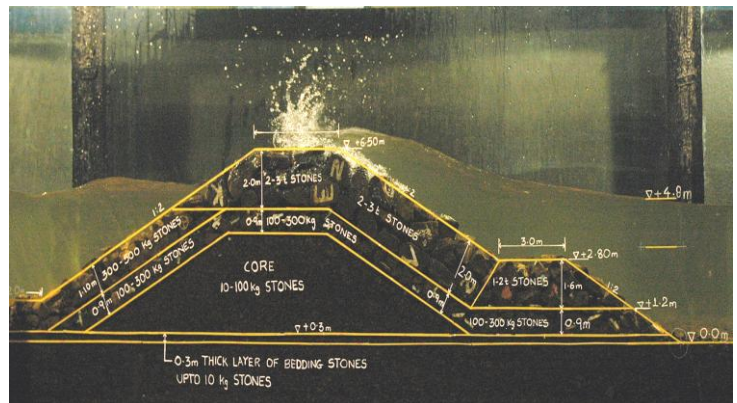 ▽+6.50m
2.0m
2-3t STONES
▽+4.8m
1:2
2-3t STONES
0.9
100-300kg STONES
3.0m
300-500 Kg STONES
▽+2.80m
1.10m
100-300 Kg STONES
0.9m
CORE
10-100kg STONES
2.0m
1-2t STONES
1.6m
1:2
0.9m
▽+1.2m
100-300 Kg STONES
0.9m
▽+0.3m
▽0.0m
0.3m THICK LAYER OF BEDDING STONES
UPTO 10 kg STONES